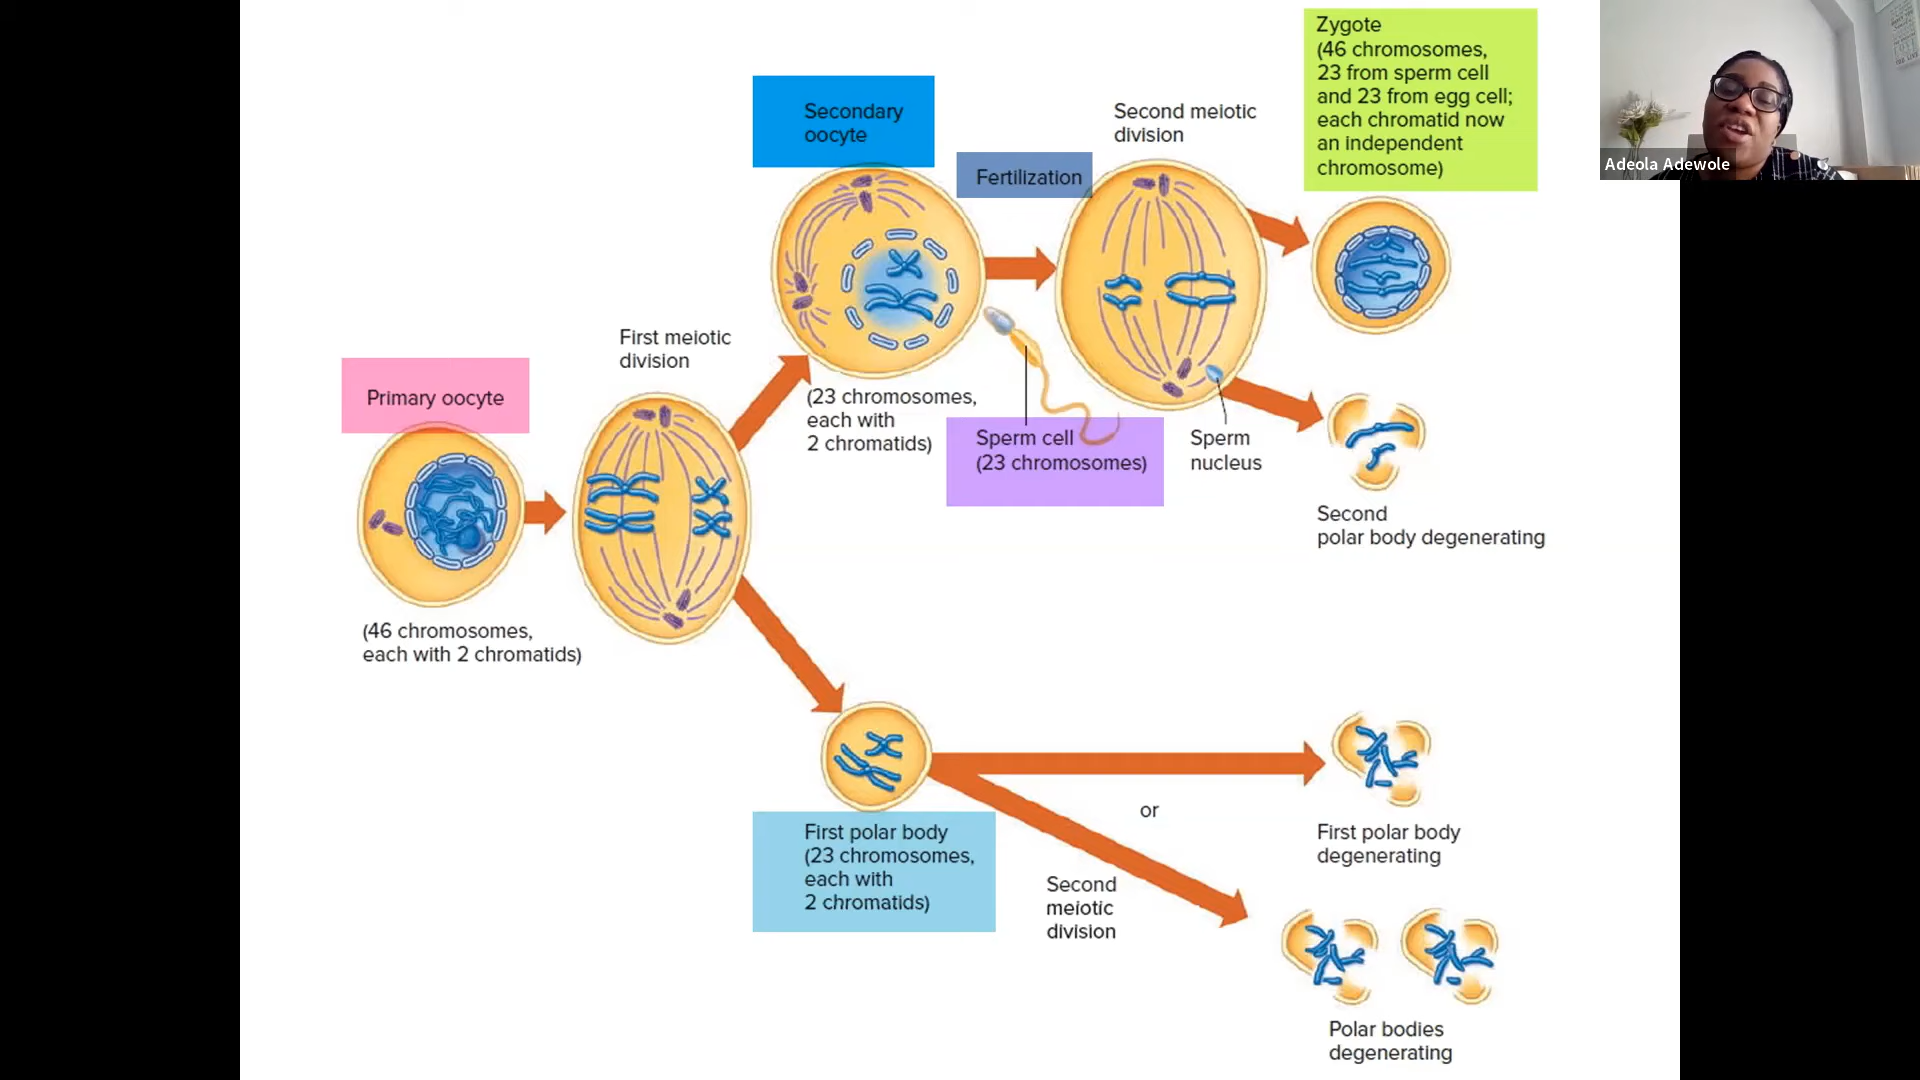 Zygote
(46 chromosomes,
23 from sperm cell
and 23 from egg cell;
each chromatid now
an independent
chromosome)
Adeola Adewole
Secondary
oocyte
Second meiotic
division
Fertilization
First meiotic
division
Primary oocyte
(23 chromosomes,
each with
2 chromatids)
Sperm cell
(23 chromosomes)
Sperm
nucleus
Second
polar body degenerating
(46 chromosomes,
each with 2 chromatids)
or
First polar body
(23 chromosomes,
each with
2 chromatids)
First polar body
degenerating
Second
meiotic
division
Polar bodies
degenerating